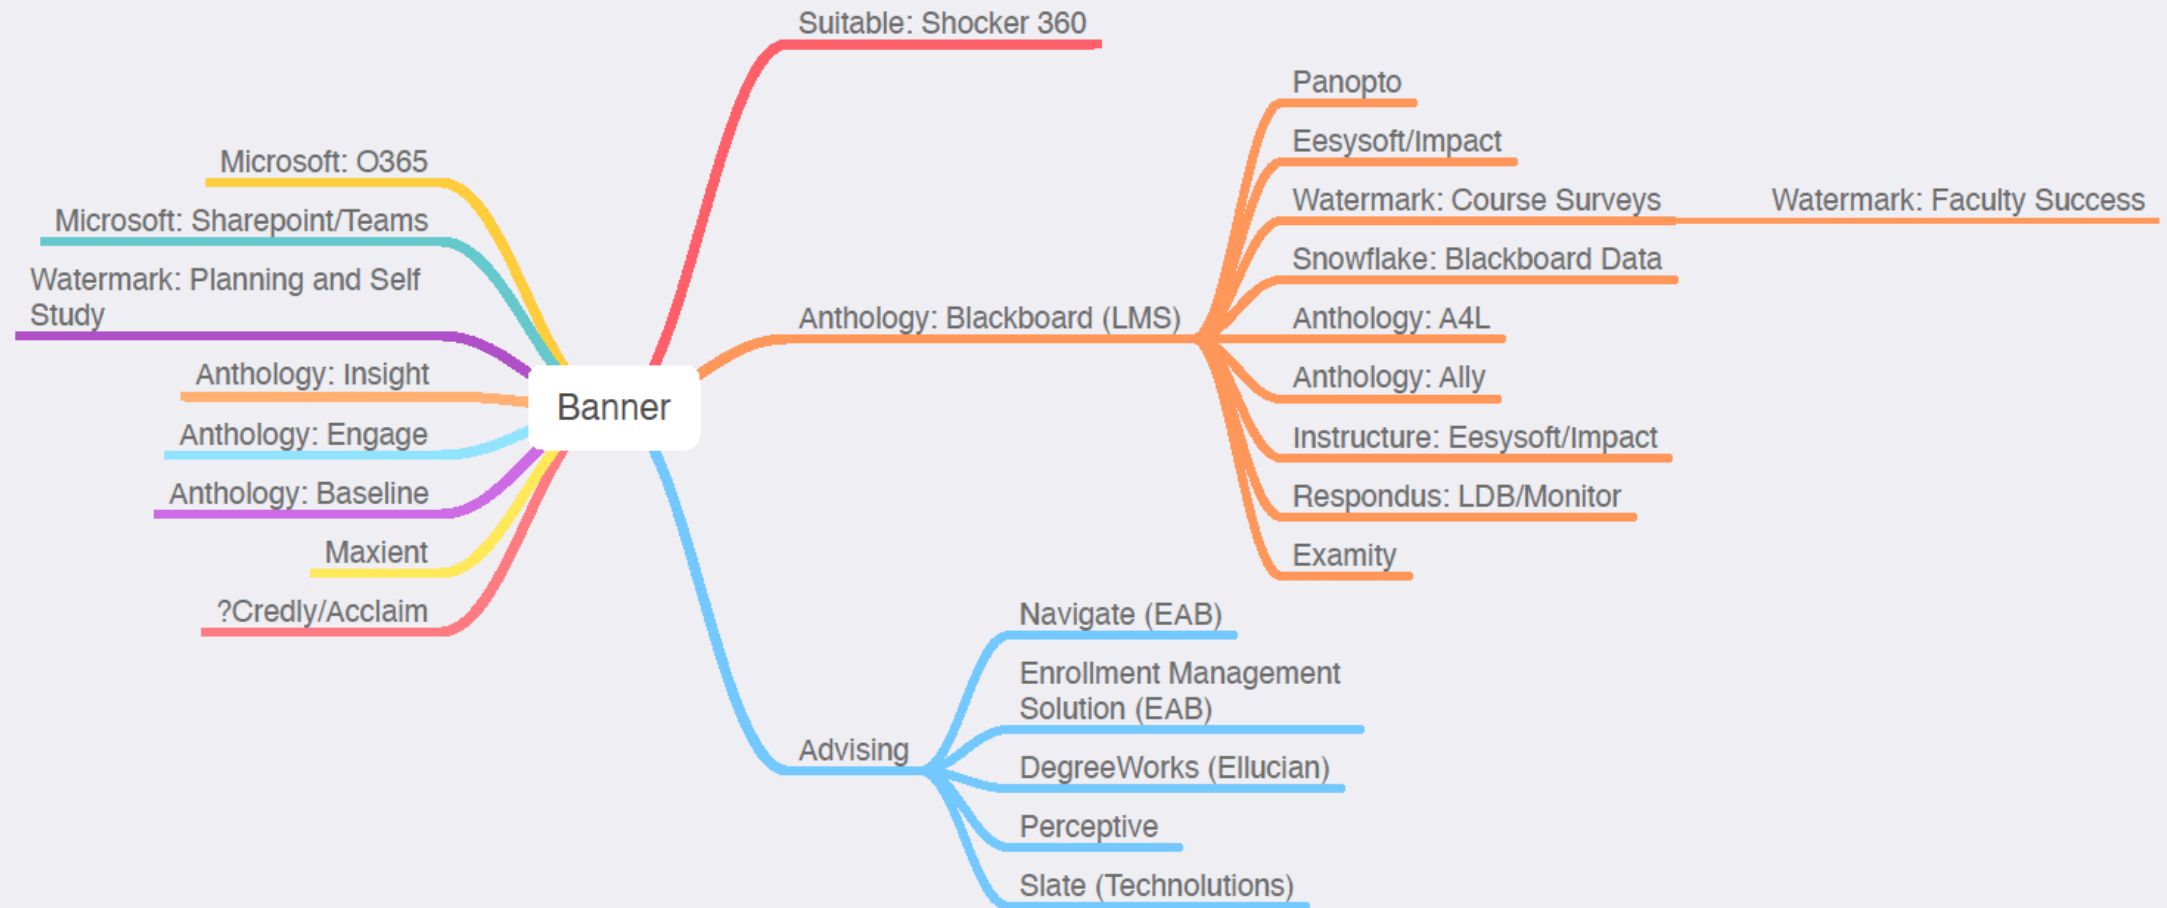 Suitable: Shocker 360
Panopto
Eesysoft/Impact
Microsoft: O365
Watermark: Course Surveys
Watermark: Faculty Success
Microsoft: Sharepoint/Teams
Snowflake: Blackboard Data
Watermark: Planning and Self
Study
Anthology: Blackboard (LMS)
Anthology: A4L
Anthology: Insight
Anthology: Ally
Banner
Anthology: Engage
Instructure: Eesysoft/Impact
Anthology: Baseline
Respondus: LDB/Monitor
Maxient
Examity
?Credly/Acclaim
Navigate (EAB)
Enrollment Management
Solution (EAB)
Advising
DegreeWorks (Ellucian)
Perceptive
Slate (Technolutions)